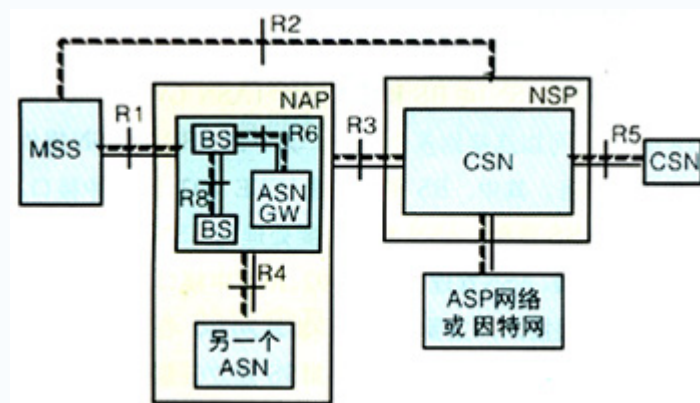 R2
NAP
NSP
MSS
R1
BS
R6
R3
CSN
R5
CSN
R8
ASN
GW
BS
R4
ASP网络
或 因特网
另一个
ASN